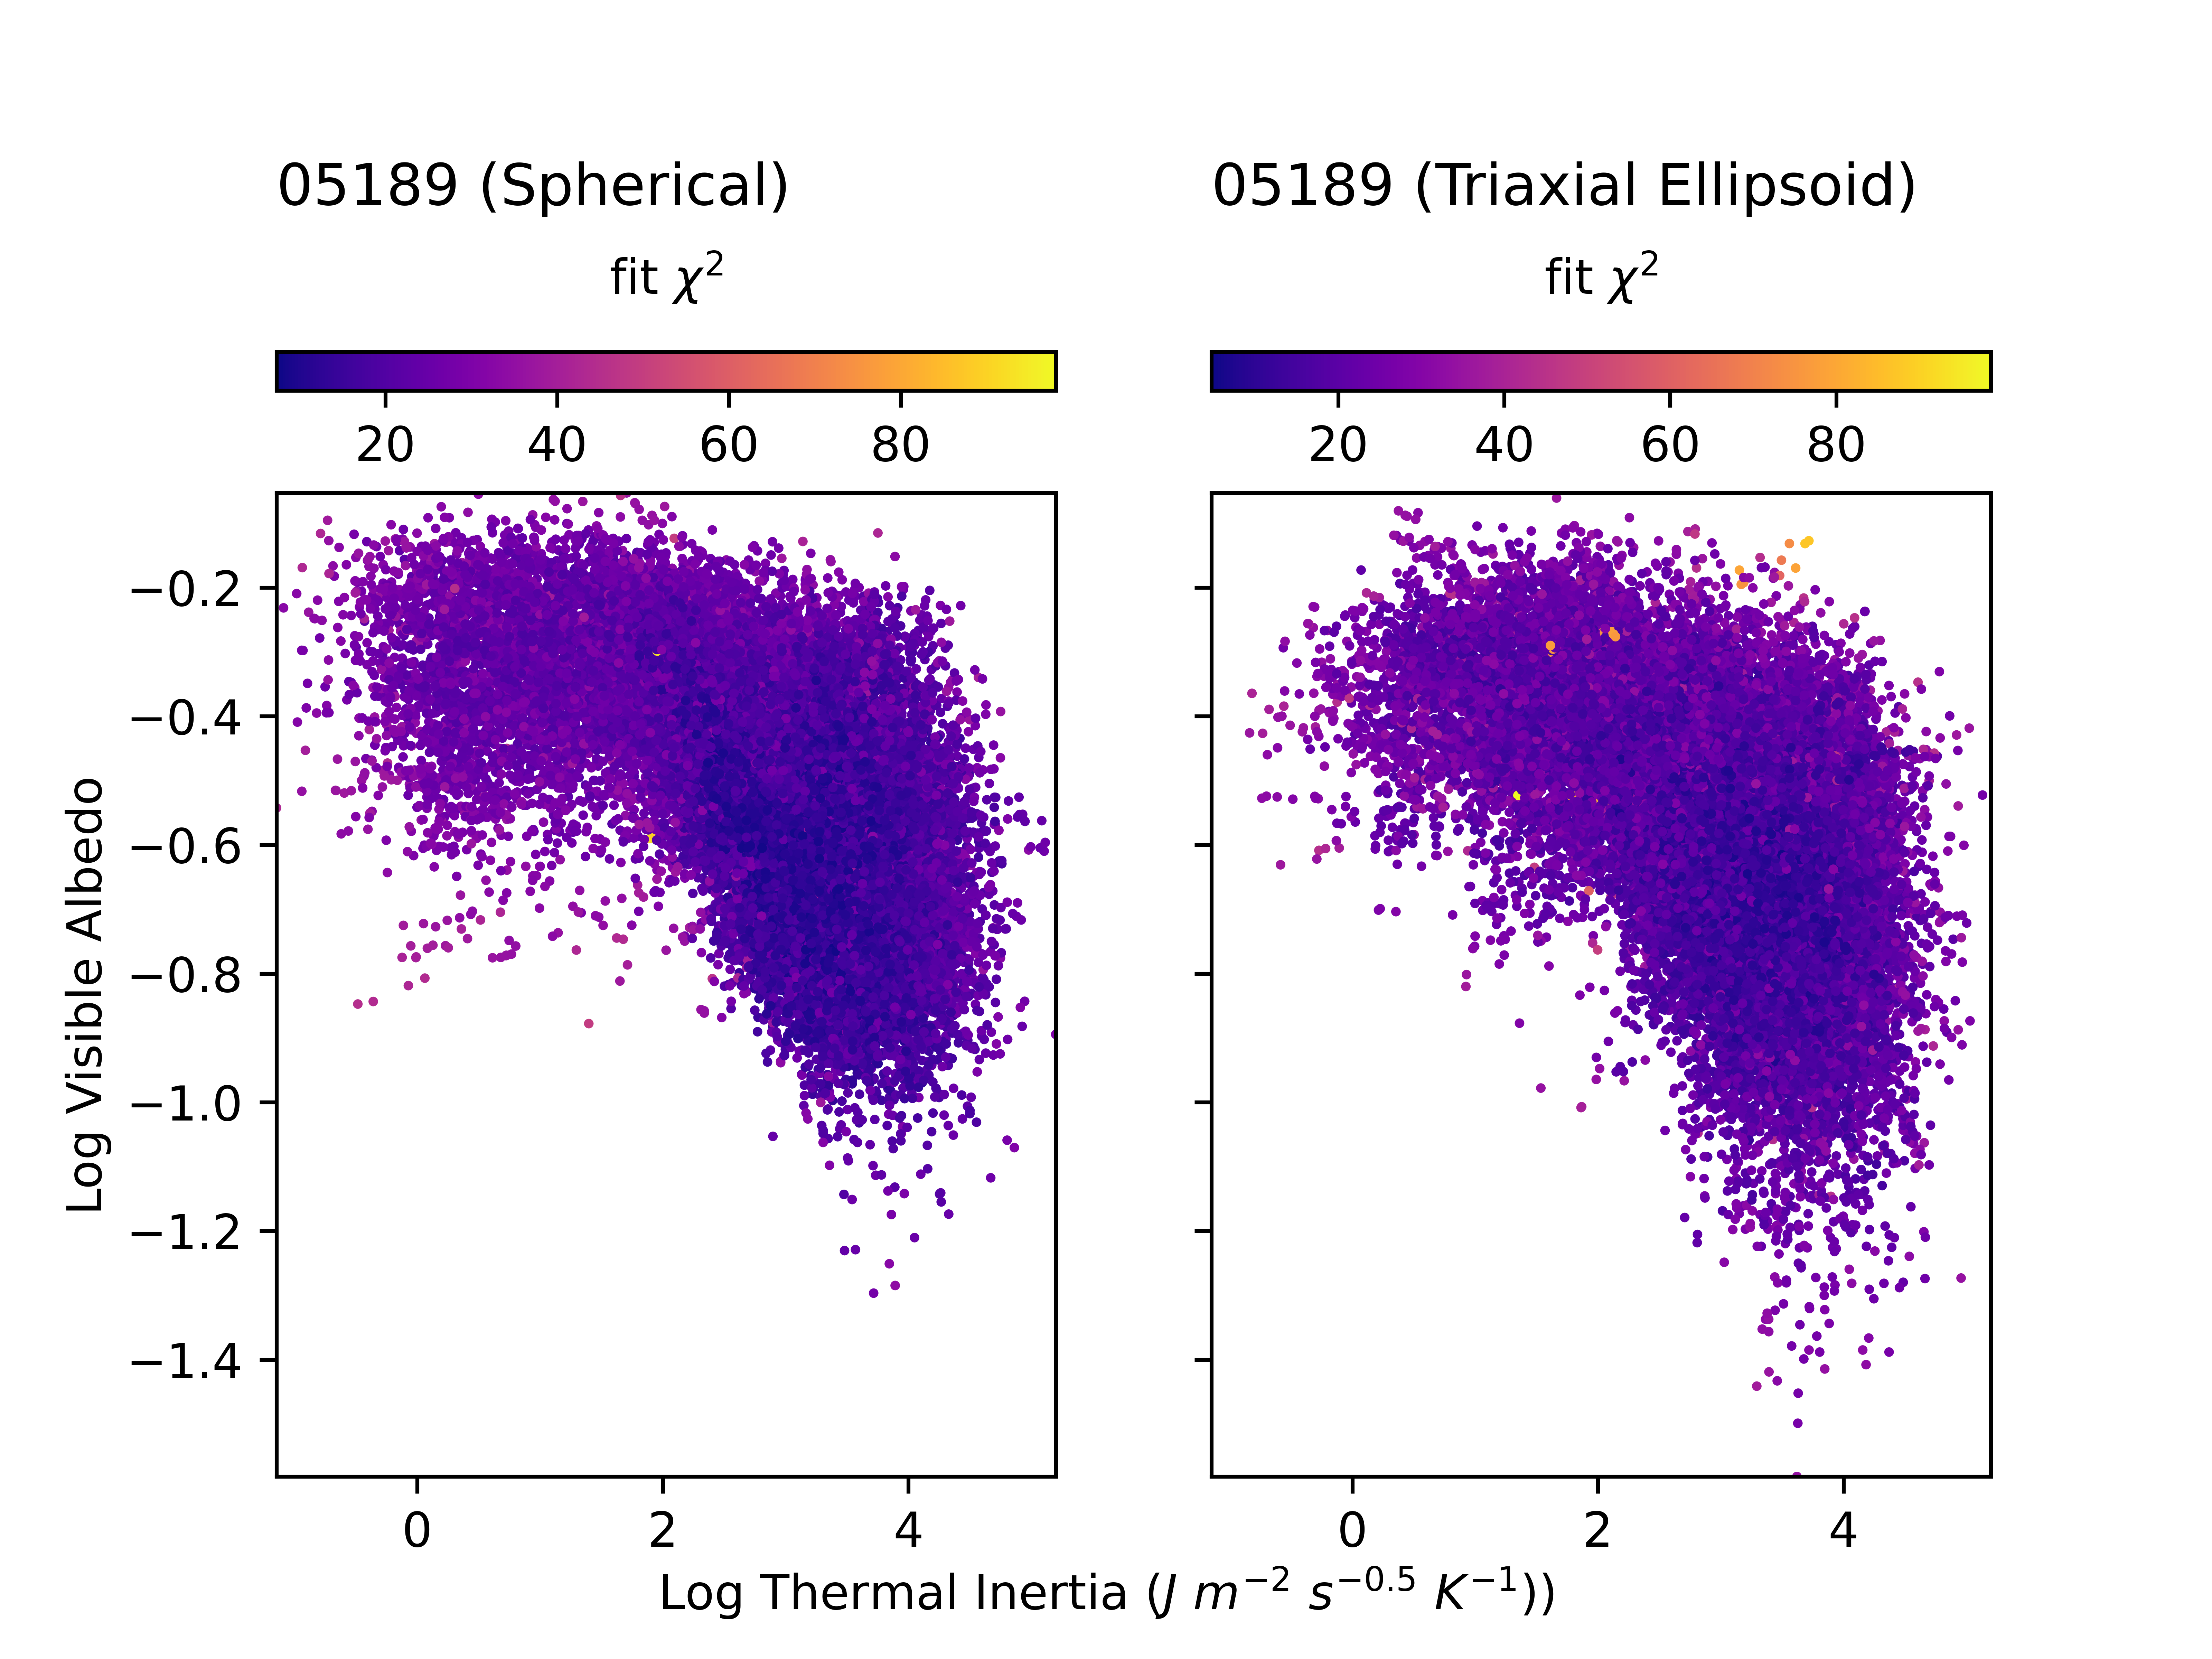 05189 (Spherical) 05189 (Triaxial Ellipsoid)
fit χ² fit χ²
20 40 60 80 20 40 60 80
−0.2
−0.4
−0.6
−0.8
−1.0
−1.2
−1.4
Log Visible Albedo
0 2 4 0 2 4
Log Thermal Inertia (J m⁻² s⁻⁰·⁵ K⁻¹))